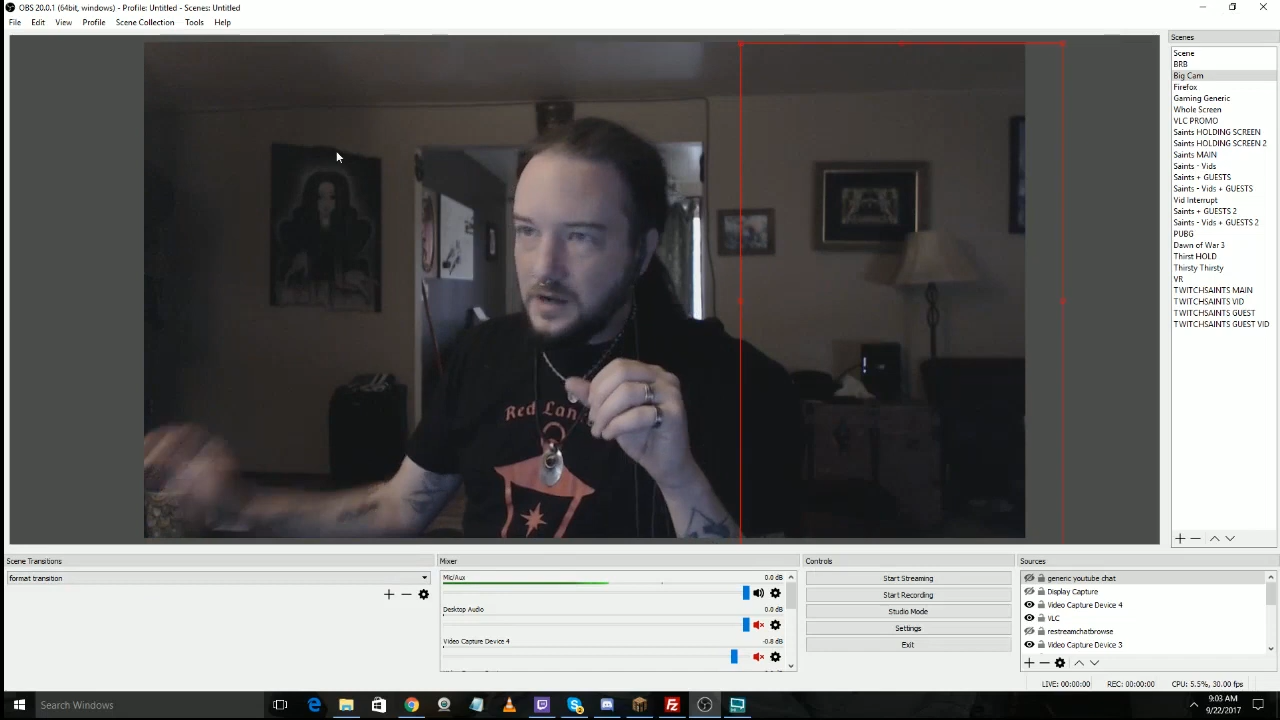 OBS 20.0.1 (64bit, windows) - Profile: Untitled - Scenes: Untitled
File Edit View Profile Scene Collection Tools Help
Scenes
Scene
BRB
Big Cam
Firefox
Gaming Generic
Whole Screen
VLC PROMO
Saints HOLDING SCREEN
Saints HOLDING SCREEN 2
Saints MAIN
Saints - Vids
Saints + GUESTS
Saints - Vids + GUESTS
Vid Interrupt
Saints + GUESTS 2
Saints - Vids + GUESTS 2
PUBG
Dawn of War 3
Thirst HOLD
Thirsty Thirsty
VR
TWITCHSAINTS MAIN
TWITCHSAINTS VID
TWITCHSAINTS GUEST
TWITCHSAINTS GUEST VID
Red Lan
Scene Transitions
format transition
Mixer
Mic/Aux 0.0 dB
Desktop Audio 0.0 dB
Video Capture Device 4 -0.8 dB
Controls
Start Streaming
Start Recording
Studio Mode
Settings
Exit
Sources
generic youtube chat
Display Capture
Video Capture Device 4
VLC
restreamchatbrowse
Video Capture Device 3
LIVE: 00:00:00 REC: 00:00:00 CPU: 5.5%, 30.00 fps
Search Windows
9:03 AM
9/22/2017